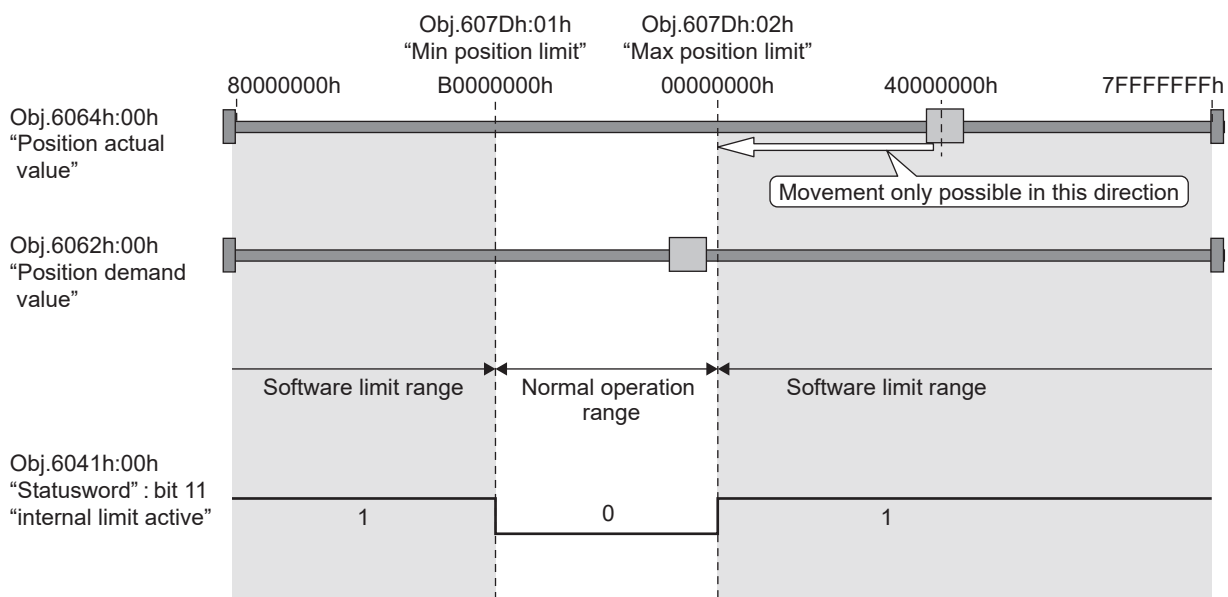 Obj.607Dh:01h
“Min position limit”
Obj.607Dh:02h
“Max position limit”
80000000h
B00000000h
000000000h
40000000h
7FFFFFFFh
Obj.6064h:00h
“Position actual
value”
Movement only possible in this direction
Obj.6062h:00h
“Position demand
value”
Software limit range
Normal operation
range
Software limit range
Obj.6041h:00h
“Statusword” : bit 11
“internal limit active”
1
0
1